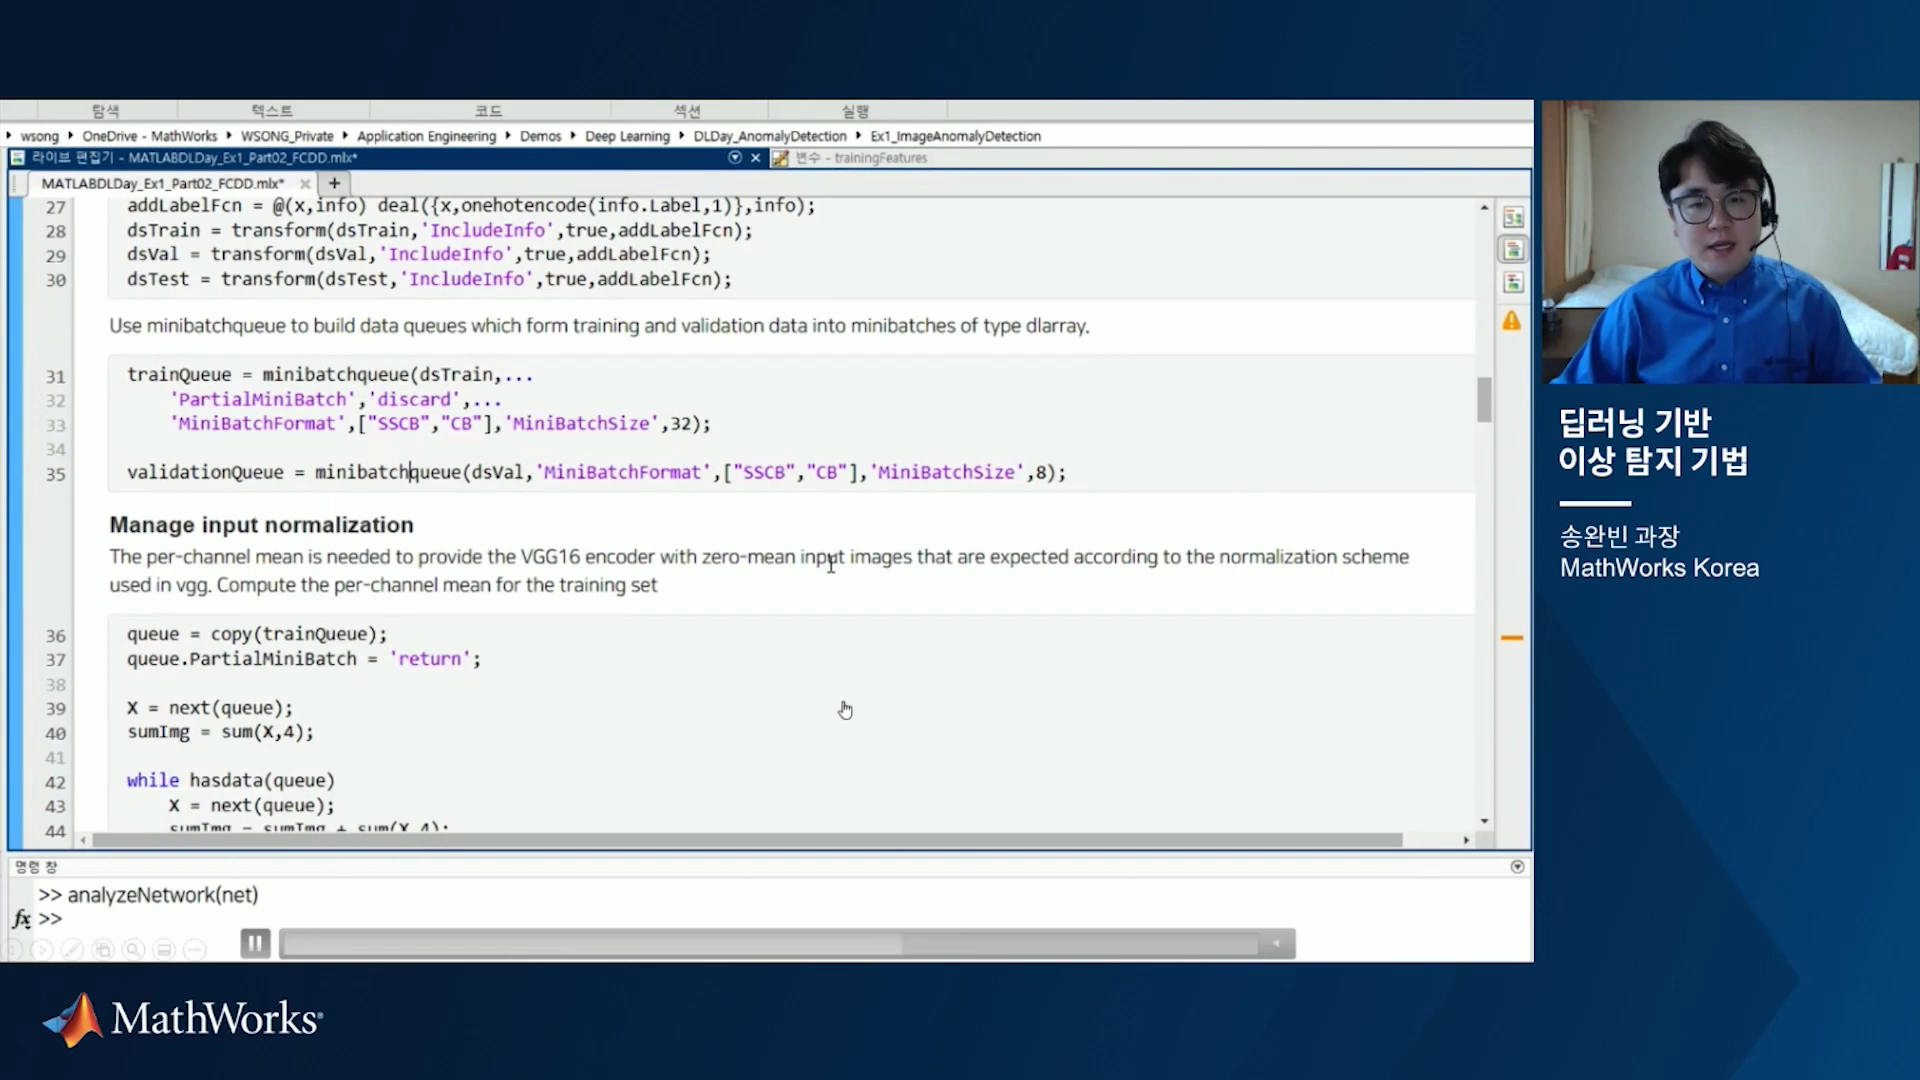 탐색 텍스트 코드 섹션 실행
wsong OneDrive - MathWorks WSONG_Private Application Engineering Demos Deep Learning DLDay_AnomalyDetection Ex1_ImageAnomalyDetection
라이브 편집기 - MATLABDLDay_Ex1_Part02_FCDD.mlx*
변수 - trainingFeatures
MATLABDLDay_Ex1_Part02_FCDD.mlx* × +
27 addLabelFcn = @(x,info) deal({x,onehotencode(info.Label,1)},info);
28 dsTrain = transform(dsTrain,'IncludeInfo',true,addLabelFcn);
29 dsVal = transform(dsVal,'IncludeInfo',true,addLabelFcn);
30 dsTest = transform(dsTest,'IncludeInfo',true,addLabelFcn);
Use minibatchqueue to build data queues which form training and validation data into minibatches of type dlarray.
31 trainQueue = minibatchqueue(dsTrain,...
32 'PartialMiniBatch','discard',...
33 'MiniBatchFormat',["SSCB","CB"],'MiniBatchSize',32);
34
35 validationQueue = minibatchqueue(dsVal,'MiniBatchFormat',["SSCB","CB"],'MiniBatchSize',8);
Manage input normalization
The per-channel mean is needed to provide the VGG16 encoder with zero-mean input images that are expected according to the normalization scheme
used in vgg. Compute the per-channel mean for the training set
36 queue = copy(trainQueue);
37 queue.PartialMiniBatch = 'return';
38
39 X = next(queue);
40 sumImg = sum(X,4);
41
42 while hasdata(queue)
43 X = next(queue);
44 sumImg = sumImg + sum(X,4);
명령 창
>> analyzeNetwork(net)
fx >>
딥러닝 기반
이상 탐지 기법
송완빈 과장
MathWorks Korea
MathWorks